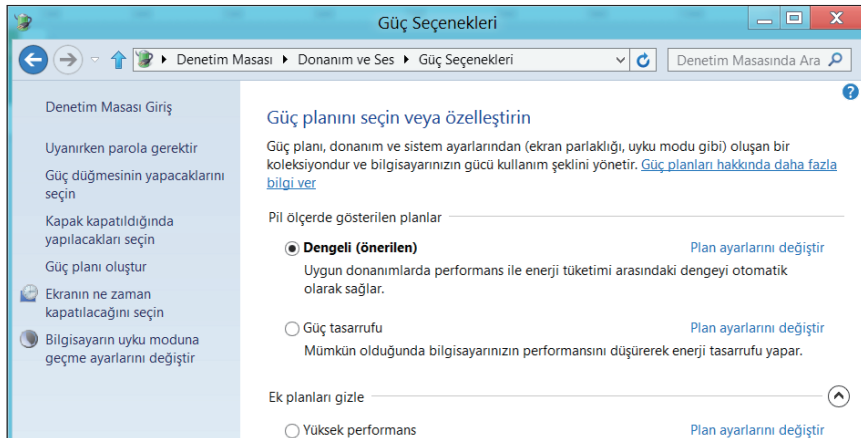 Güç Seçenekleri
X
Denetim Masası Donanım ve Ses Güç Seçenekleri
Denetim Masasında Ara
?
Denetim Masası Giriş
Uyanırken parola gerektir
Güç düğmesinin yapacaklarını
seçin
Kapak kapatıldığında
yapılacakları seçin
Güç planı oluştur
Ekranın ne zaman
kapatılacağını seçin
Bilgisayarın uyku moduna
geçme ayarlarını değiştir
Güç planını seçin veya özelleştirin
Güç planı, donanım ve sistem ayarlarından (ekran parlaklığı, uyku modu gibi) oluşan bir
koleksiyondur ve bilgisayarınızın gücü kullanım şeklini yönetir. Güç planları hakkında daha fazla
bilgi ver
Pil ölçerde gösterilen planlar
Dengeli (önerilen) Plan ayarlarını değiştir
Uygun donanımlarda performans ile enerji tüketimi arasındaki dengeyi otomatik
olarak sağlar.
Güç tasarrufu Plan ayarlarını değiştir
Mümkün olduğunda bilgisayarınızın performansını düşürerek enerji tasarrufu yapar.
Ek planları gizle
Yüksek performans Plan ayarlarını değiştir